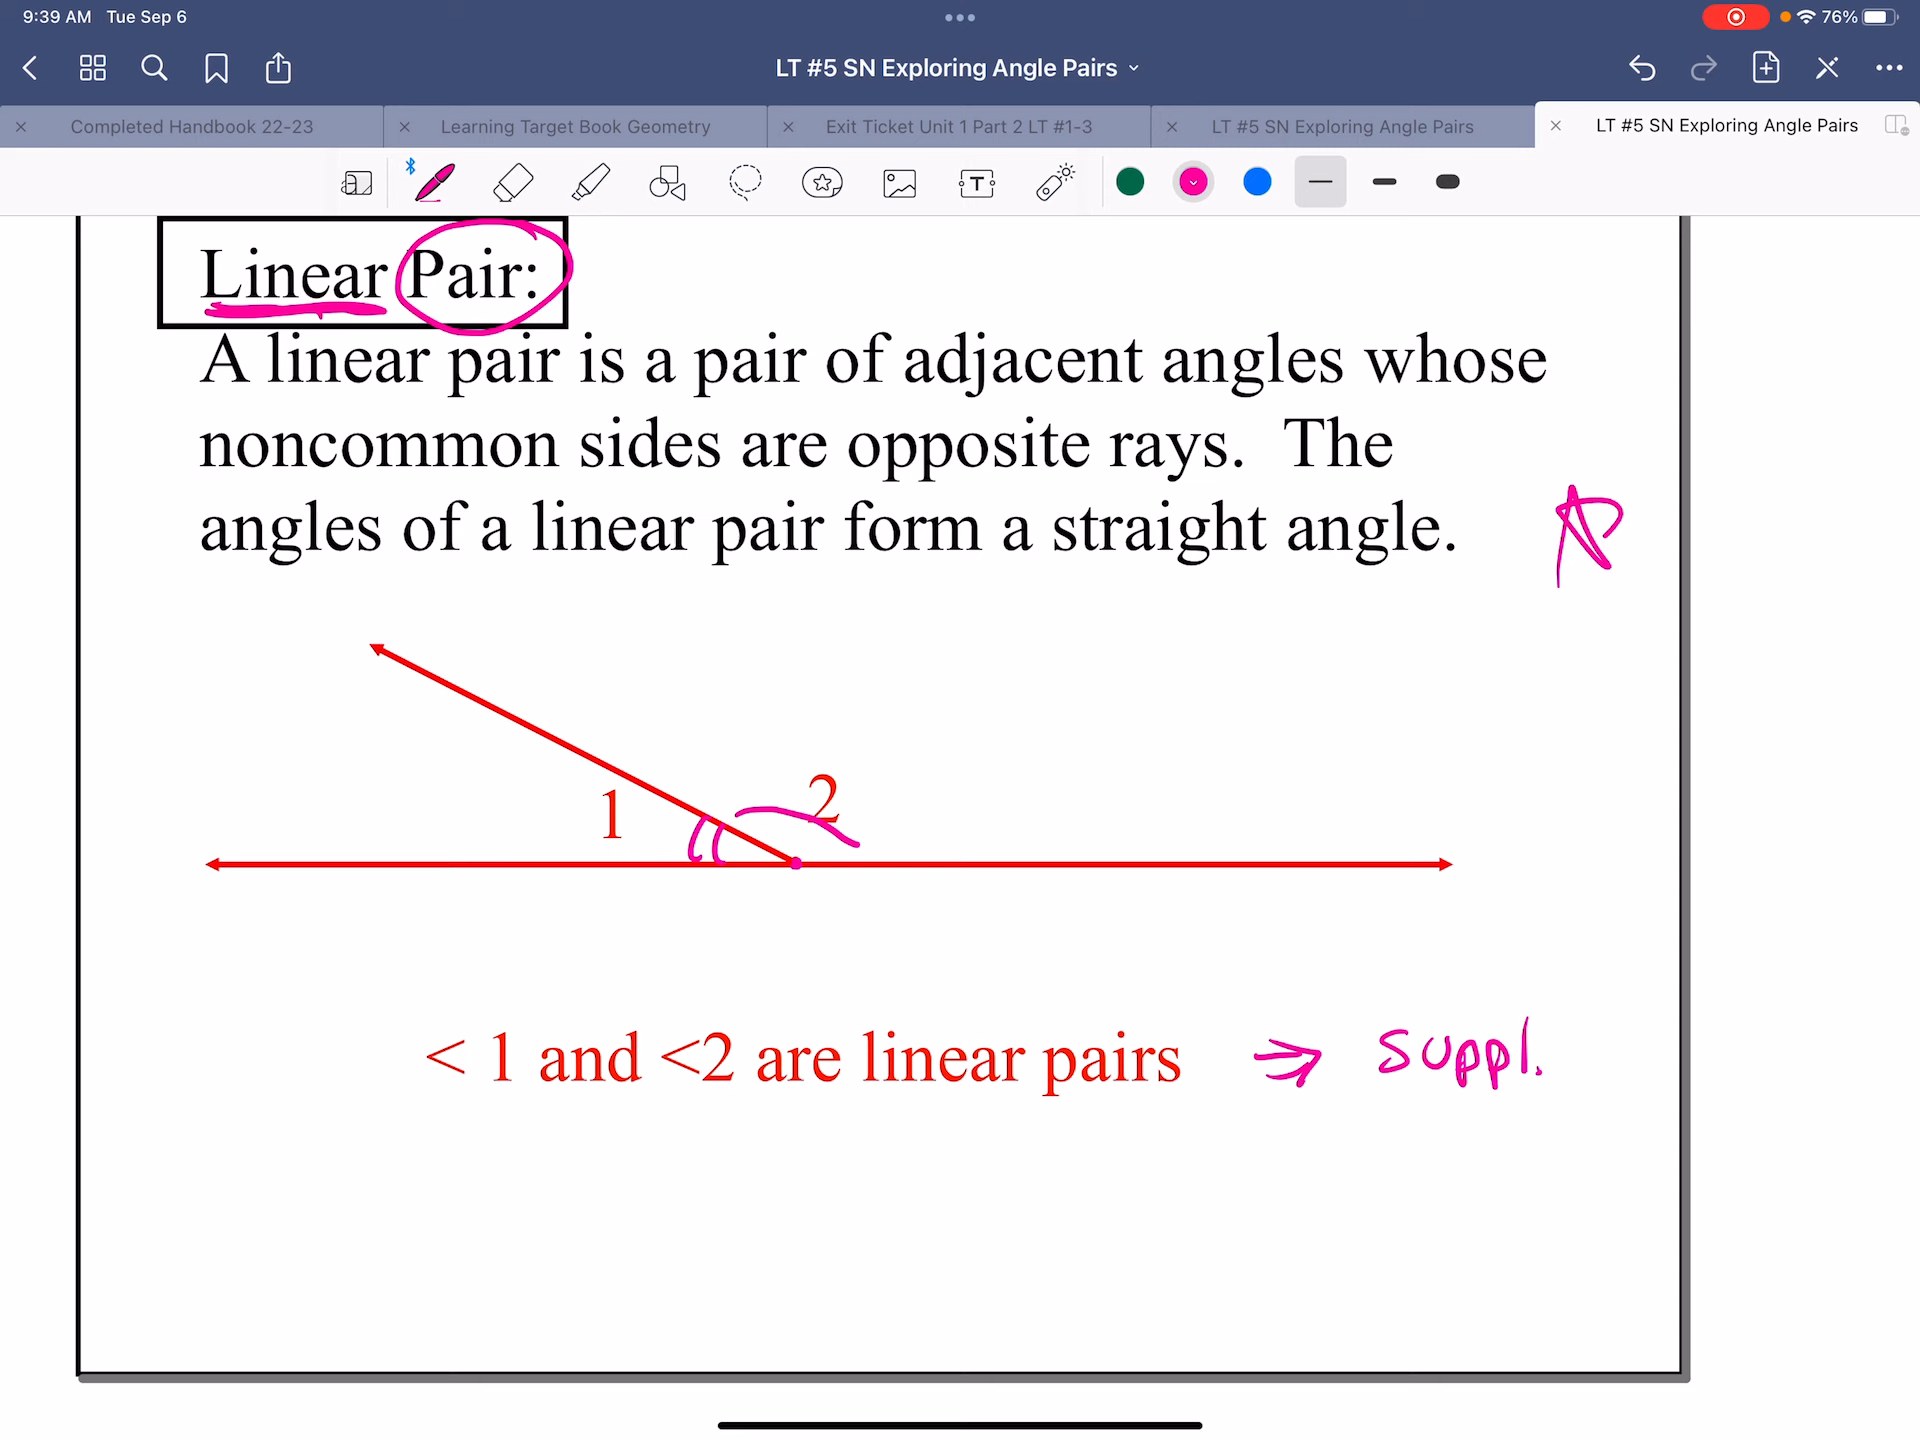 9:39 AM Tue Sep 6
76%
LT #5 SN Exploring Angle Pairs
Completed Handbook 22-23
Learning Target Book Geometry
Exit Ticket Unit 1 Part 2 LT #1-3
LT #5 SN Exploring Angle Pairs
LT #5 SN Exploring Angle Pairs
Linear Pair:
A linear pair is a pair of adjacent angles whose
noncommon sides are opposite rays. The
angles of a linear pair form a straight angle.
1
2
< 1 and <2 are linear pairs ⇒ suppl.